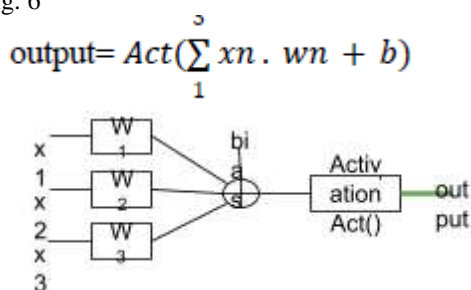 g. 6
3
output= Act(∑ xn . wn + b)
1
x
1
W
1
x
2
W
2
x
3
W
3
bi
a
s
Activ
ation
Act()
out
put